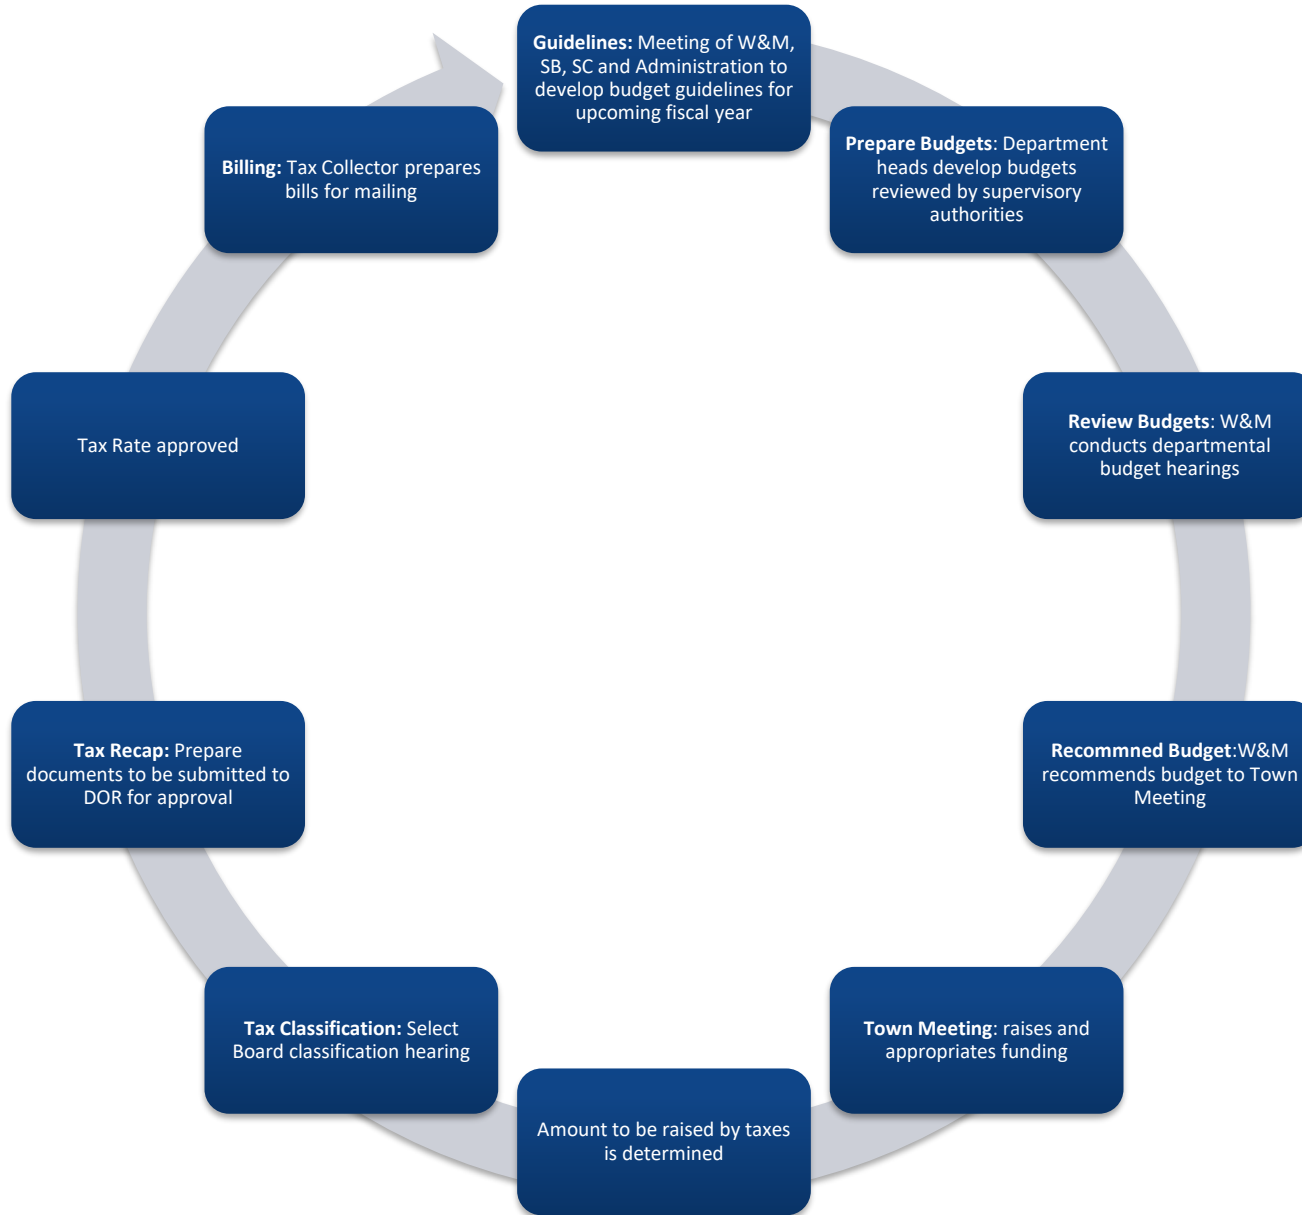 Guidelines: Meeting of W&M,
SB, SC and Administration to
develop budget guidelines for
upcoming fiscal year
Prepare Budgets: Department
heads develop budgets
reviewed by supervisory
authorities
Review Budgets: W&M
conducts departmental
budget hearings
Recommned Budget:W&M
recommends budget to Town
Meeting
Town Meeting: raises and
appropriates funding
Amount to be raised by taxes
is determined
Tax Classification: Select
Board classification hearing
Tax Recap: Prepare
documents to be submitted to
DOR for approval
Tax Rate approved
Billing: Tax Collector prepares
bills for mailing